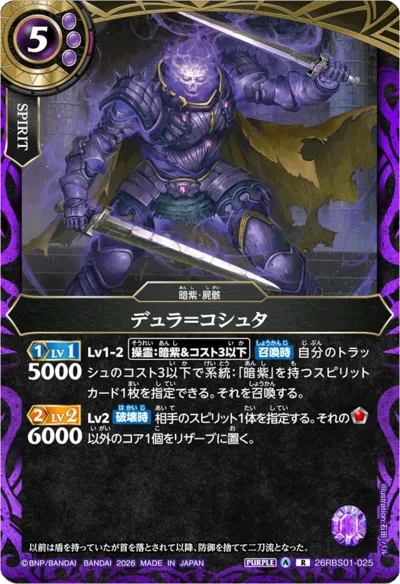 5
SPIRIT
暗紫・屍骸
デュラ＝コシュタ
1 LV1 5000
Lv1-2 操霊：暗紫&コスト3以下 召喚時 自分のトラッ
シュのコスト3以下で系統：「暗紫」を持つスピリット
カード1枚を指定できる。それを召喚する。
2 LV2 6000
Lv2 破壊時 相手のスピリット1体を指定する。それの
以外のコア1個をリザーブに置く。
以前は盾を持っていたが首を落とされて以降、防御を捨てて二刀流となった。
©BNP/BANDAI BANDAI 2026 MADE IN JAPAN PURPLE A R 26RBS01-025